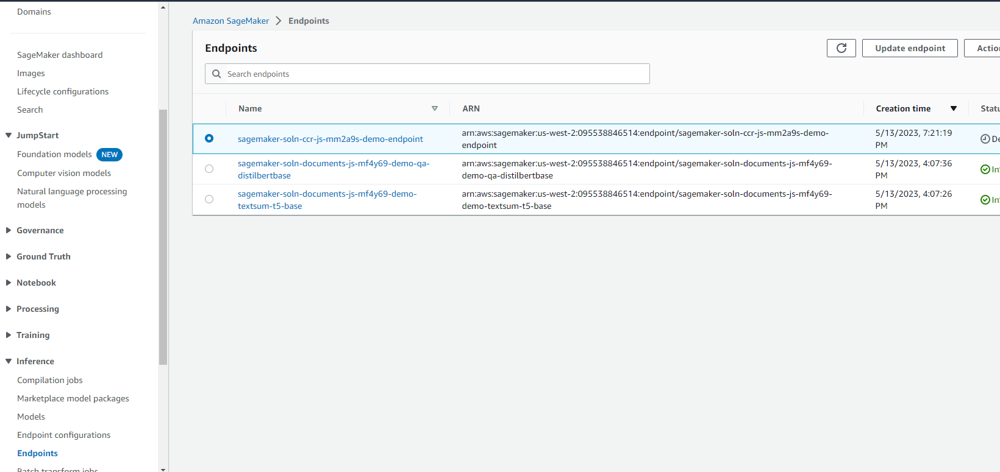 Domains
SageMaker dashboard
Images
Lifecycle configurations
Search
JumpStart
Foundation models NEW
Computer vision models
Natural language processing
models
Governance
Ground Truth
Notebook
Processing
Training
Inference
Compilation jobs
Marketplace model packages
Models
Endpoint configurations
Endpoints
Batch transform jobs
Amazon SageMaker > Endpoints
Endpoints
Update endpoint
Search endpoints
Name ARN Creation time
sagemaker-soln-ccr-js-mm2a9s-demo-endpoint
arn:aws:sagemaker:us-west-2:095538846514:endpoint/sagemaker-soln-ccr-js-mm2a9s-demo-
endpoint
5/13/2023, 7:21:19
PM
sagemaker-soln-documents-js-mf4y69-demo-qa-
distilbertbase
arn:aws:sagemaker:us-west-2:095538846514:endpoint/sagemaker-soln-documents-js-mf4y69-
demo-qa-distilbertbase
5/13/2023, 4:07:36
PM
sagemaker-soln-documents-js-mf4y69-demo-
textsum-t5-base
arn:aws:sagemaker:us-west-2:095538846514:endpoint/sagemaker-soln-documents-js-mf4y69-
demo-textsum-t5-base
5/13/2023, 4:07:26
PM